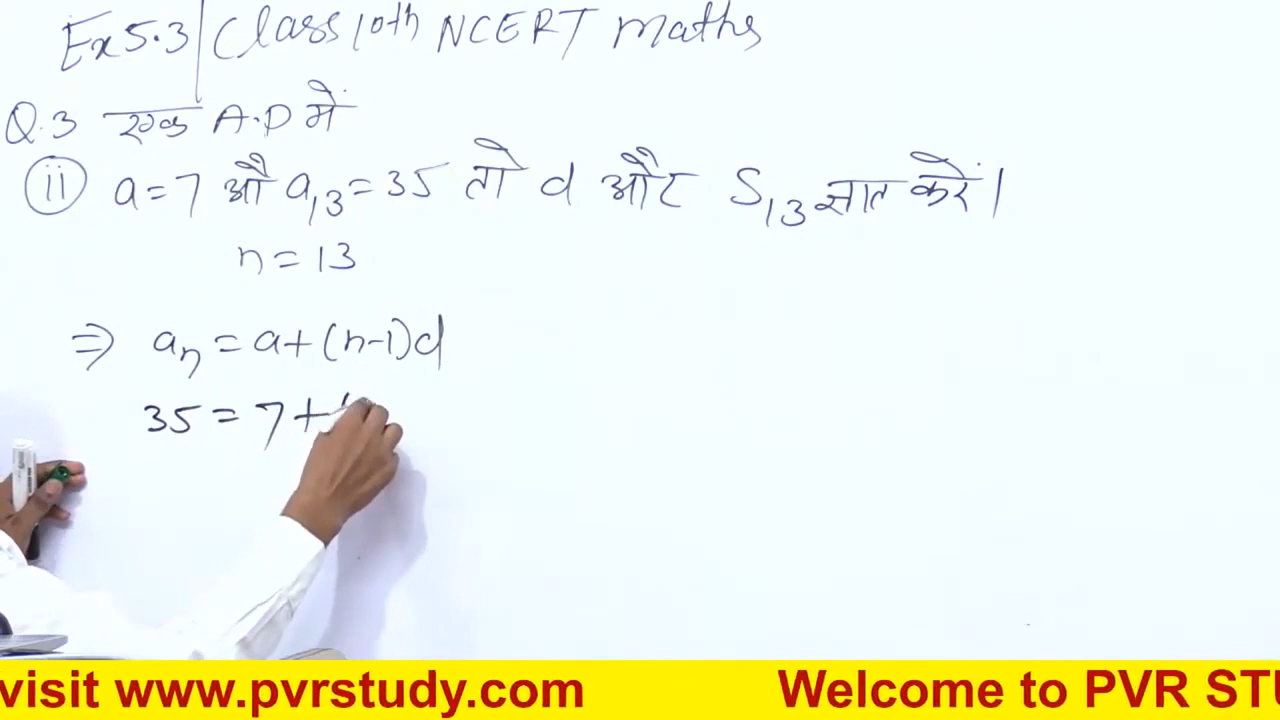 Ex 5.3 | Class 10th NCERT maths
Q.3 एक A.P में
(ii) a = 7 औ a₁₃ = 35 तो d और S₁₃ ज्ञात करें।
n = 13
⇒ aₙ = a + (n-1)d
35 = 7 + (
visit www.pvrstudy.com Welcome to PVR STU